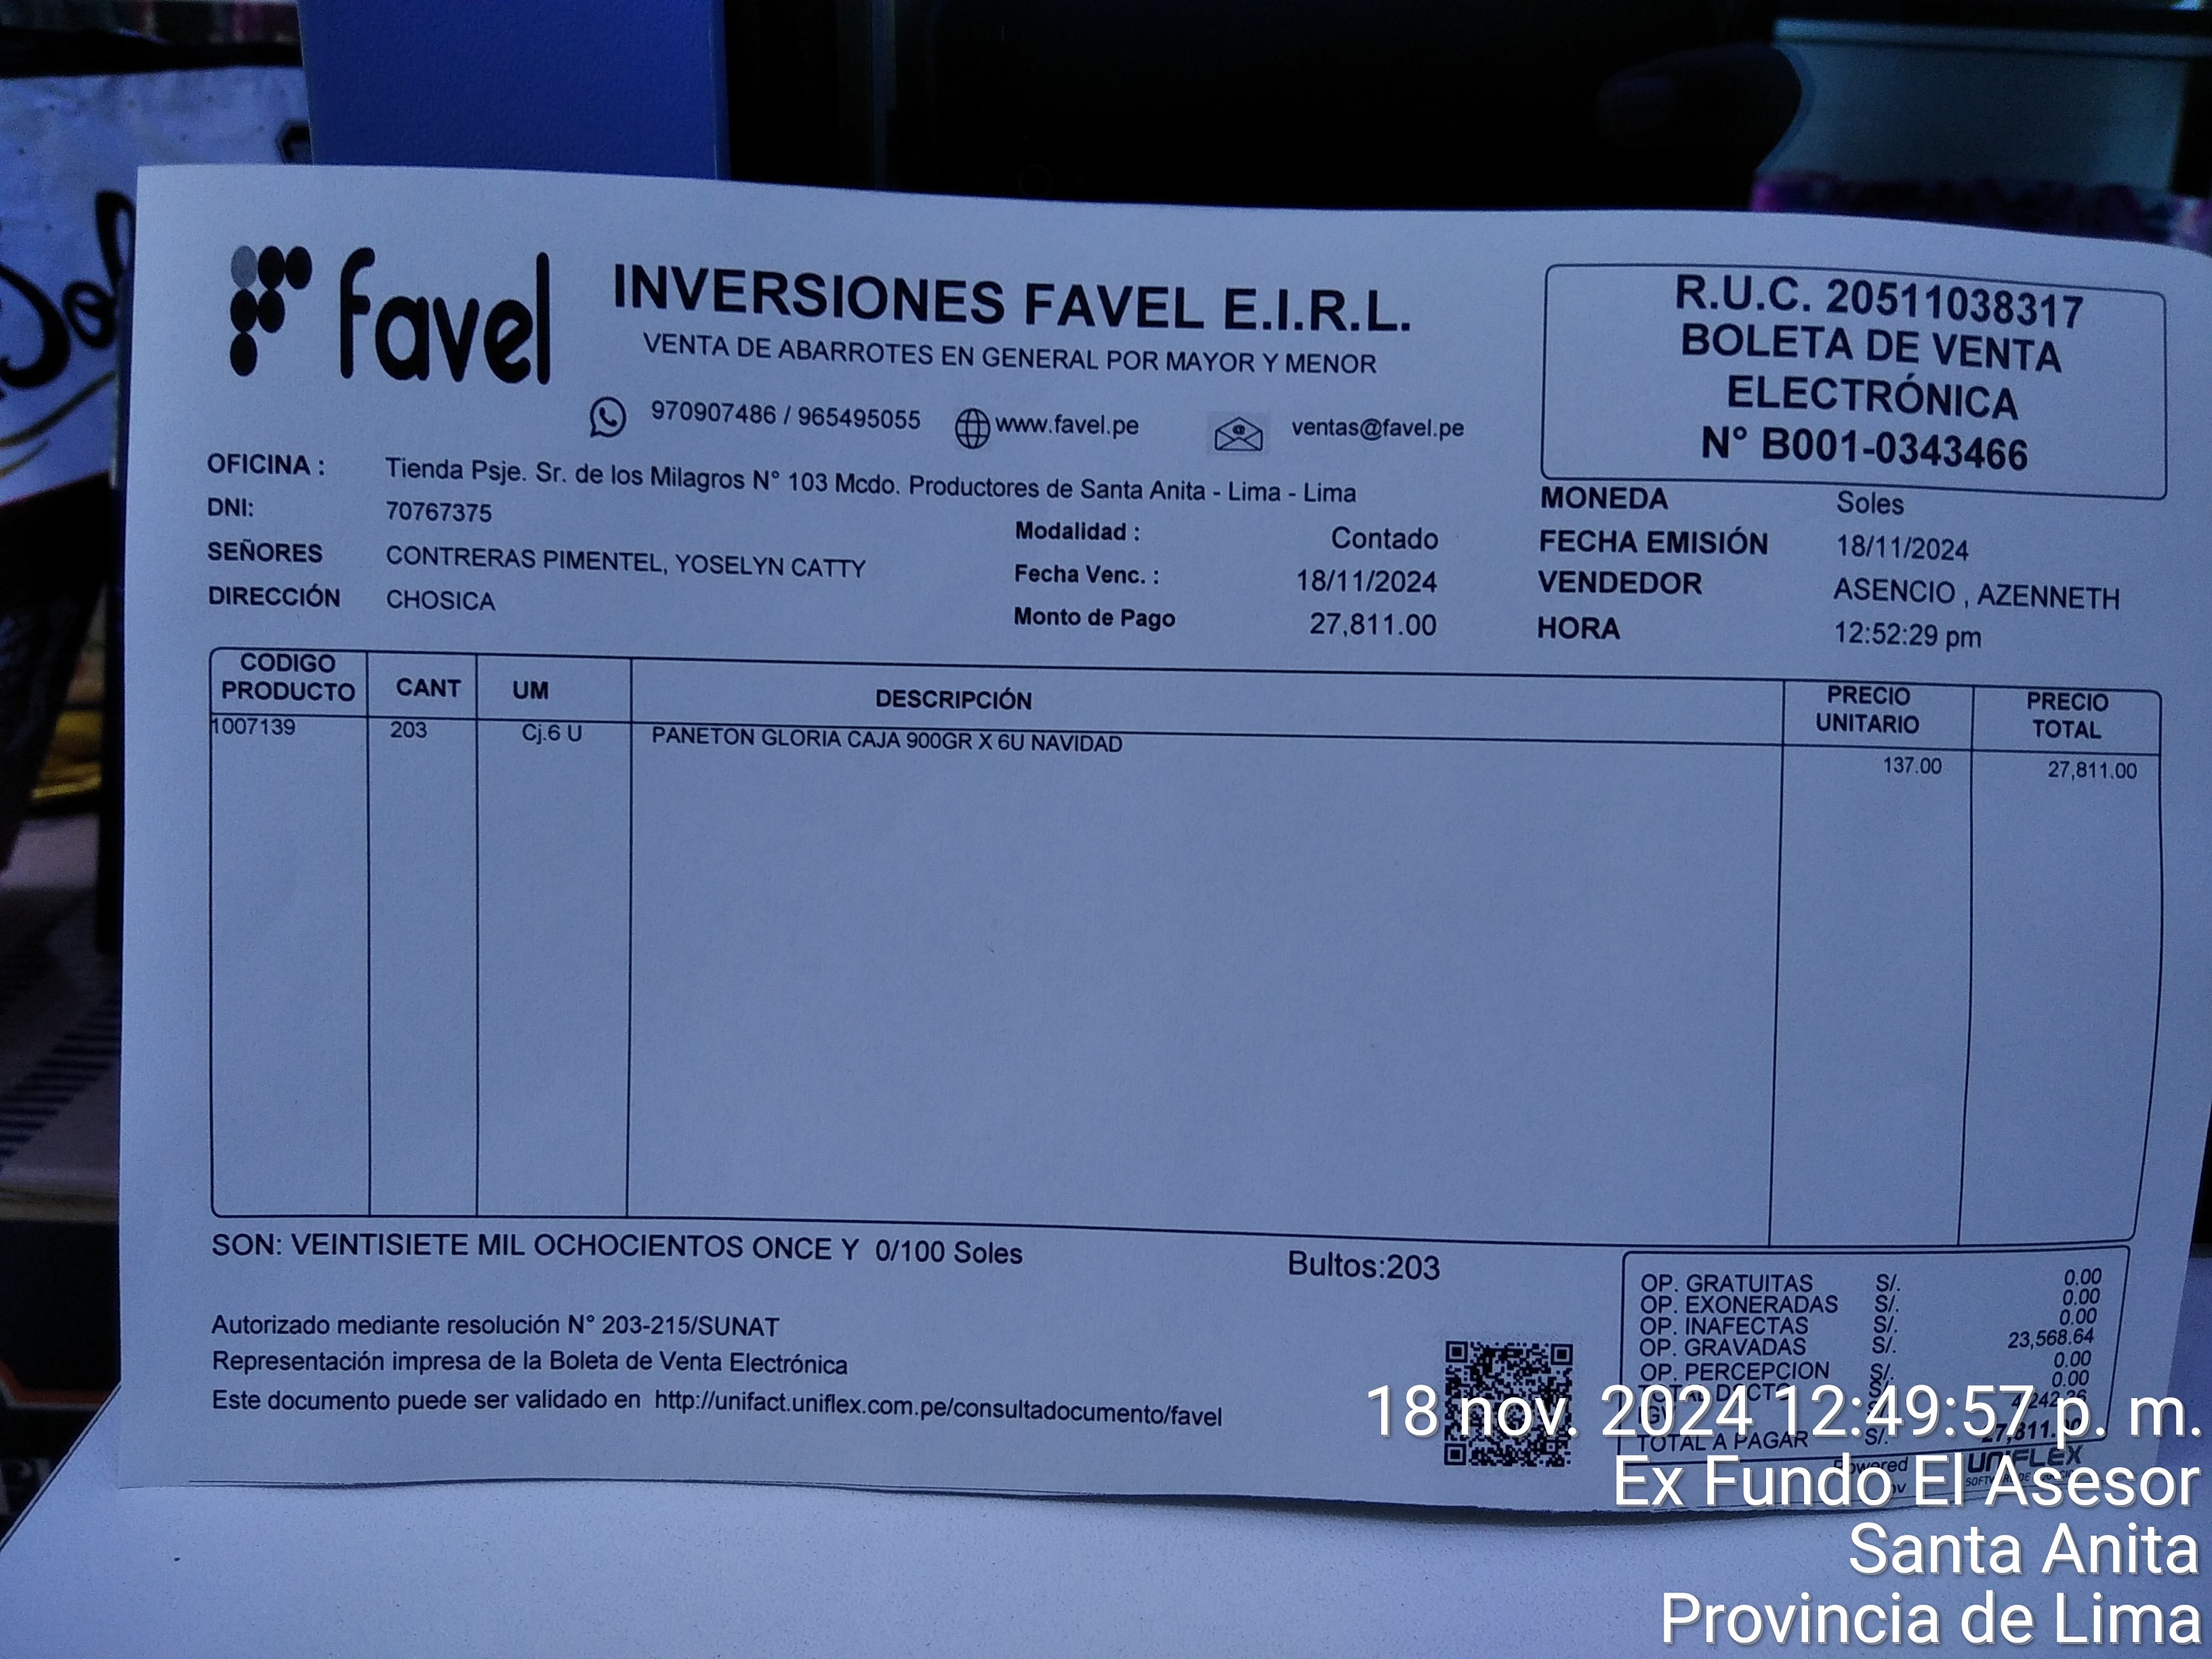 favel
INVERSIONES FAVEL E.I.R.L.
VENTA DE ABARROTES EN GENERAL POR MAYOR Y MENOR
970907486 / 965495055 www.favel.pe ventas@favel.pe
R.U.C. 20511038317
BOLETA DE VENTA
ELECTRÓNICA
N° B001-0343466
OFICINA : Tienda Psje. Sr. de los Milagros N° 103 Mcdo. Productores de Santa Anita - Lima - Lima
DNI: 70767375
SEÑORES CONTRERAS PIMENTEL, YOSELYN CATTY
DIRECCIÓN CHOSICA
Modalidad : Contado
Fecha Venc. : 18/11/2024
Monto de Pago 27,811.00
MONEDA Soles
FECHA EMISIÓN 18/11/2024
VENDEDOR ASENCIO , AZENNETH
HORA 12:52:29 pm
CODIGO PRODUCTO CANT UM DESCRIPCIÓN PRECIO UNITARIO PRECIO TOTAL
1007139 203 Cj.6 U PANETON GLORIA CAJA 900GR X 6U NAVIDAD 137.00 27,811.00
SON: VEINTISIETE MIL OCHOCIENTOS ONCE Y 0/100 Soles
Bultos:203
Autorizado mediante resolución N° 203-215/SUNAT
Representación impresa de la Boleta de Venta Electrónica
Este documento puede ser validado en http://unifact.uniflex.com.pe/consultadocumento/favel
OP. GRATUITAS S/. 0.00
OP. EXONERADAS S/. 0.00
OP. INAFECTAS S/. 0.00
OP. GRAVADAS S/. 23,568.64
OP. PERCEPCION S/. 0.00
TOTAL DCTO S/. 0.00
TOTAL A PAGAR S/. 27,811.00
Powered UNIFLEX
18 nov. 2024 12:49:57 p. m.
Ex Fundo El Asesor
Santa Anita
Provincia de Lima